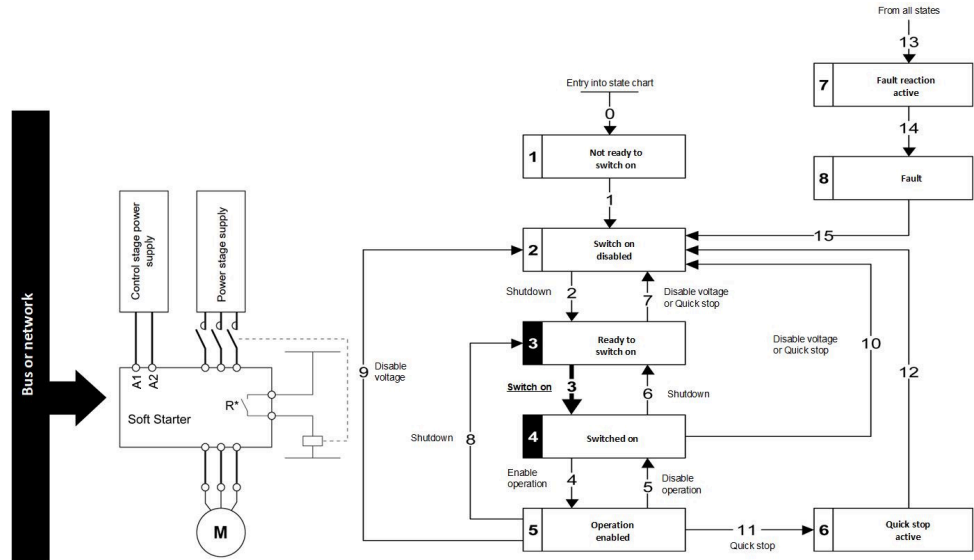 From all states
13
7
Fault reaction
active
14
8
Fault
15
Entry into state chart
0
1
Not ready to
switch on
1
2
Switch on
disabled
Shutdown
2
7
Disable voltage
or Quick stop
3
Ready to
switch on
Switch on
3
6
Shutdown
4
Switched on
Enable
operation
4
5
Disable
operation
5
Operation
enabled
11
Quick stop
6
Quick stop
active
12
10
Disable voltage
or Quick stop
9
Disable
voltage
8
Shutdown
Bus or network
Control stage power
supply
Power stage supply
A1
A2
R*
Soft Starter
M